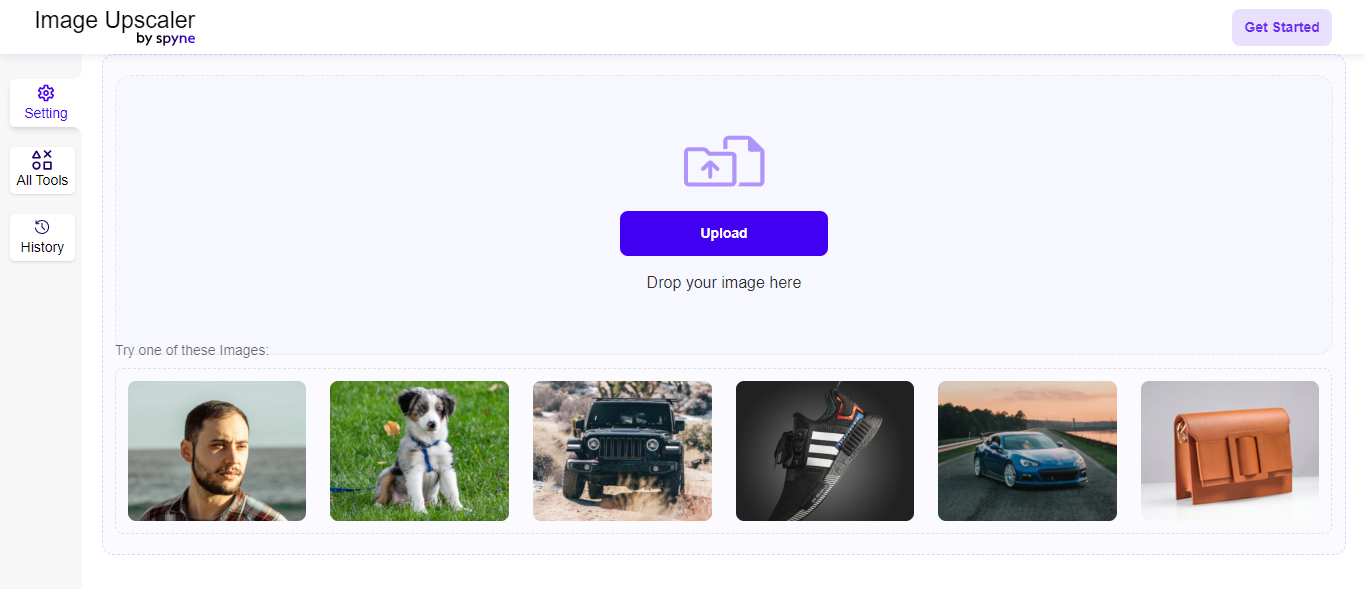 Image Upscaler
by spyne
Get Started
Setting
All Tools
History
Upload
Drop your image here
Try one of these Images: